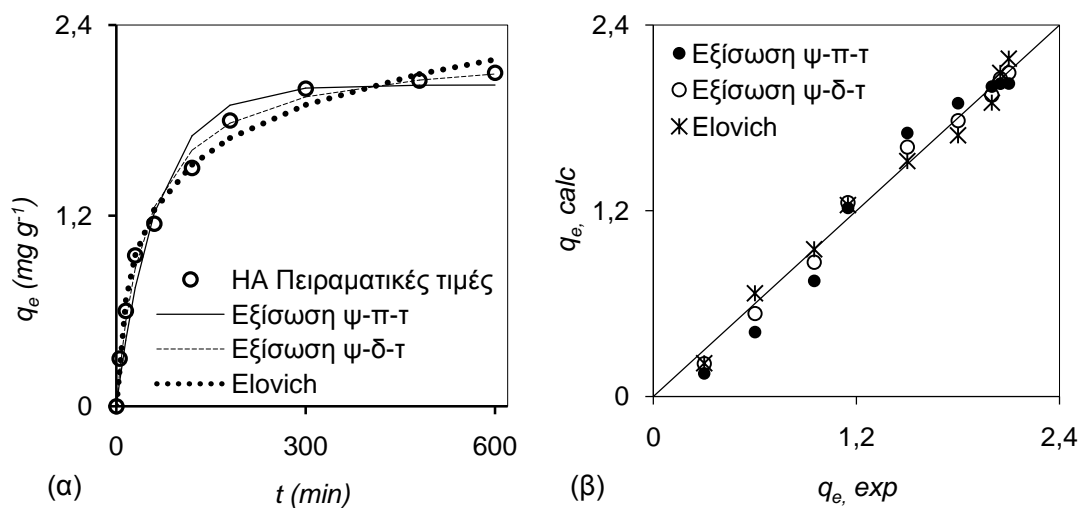 2,4
1,2
0
q_e (mg g⁻¹)
ΗΑ Πειραματικές τιμές
Εξίσωση ψ-π-τ
Εξίσωση ψ-δ-τ
Elovich
0
300
600
(α)
t (min)
2,4
1,2
0
q_e, calc
Εξίσωση ψ-π-τ
Εξίσωση ψ-δ-τ
Elovich
0
1,2
2,4
(β)
q_e, exp